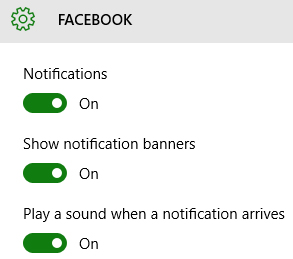 FACEBOOK
Notifications
On
Show notification banners
On
Play a sound when a notification arrives
On